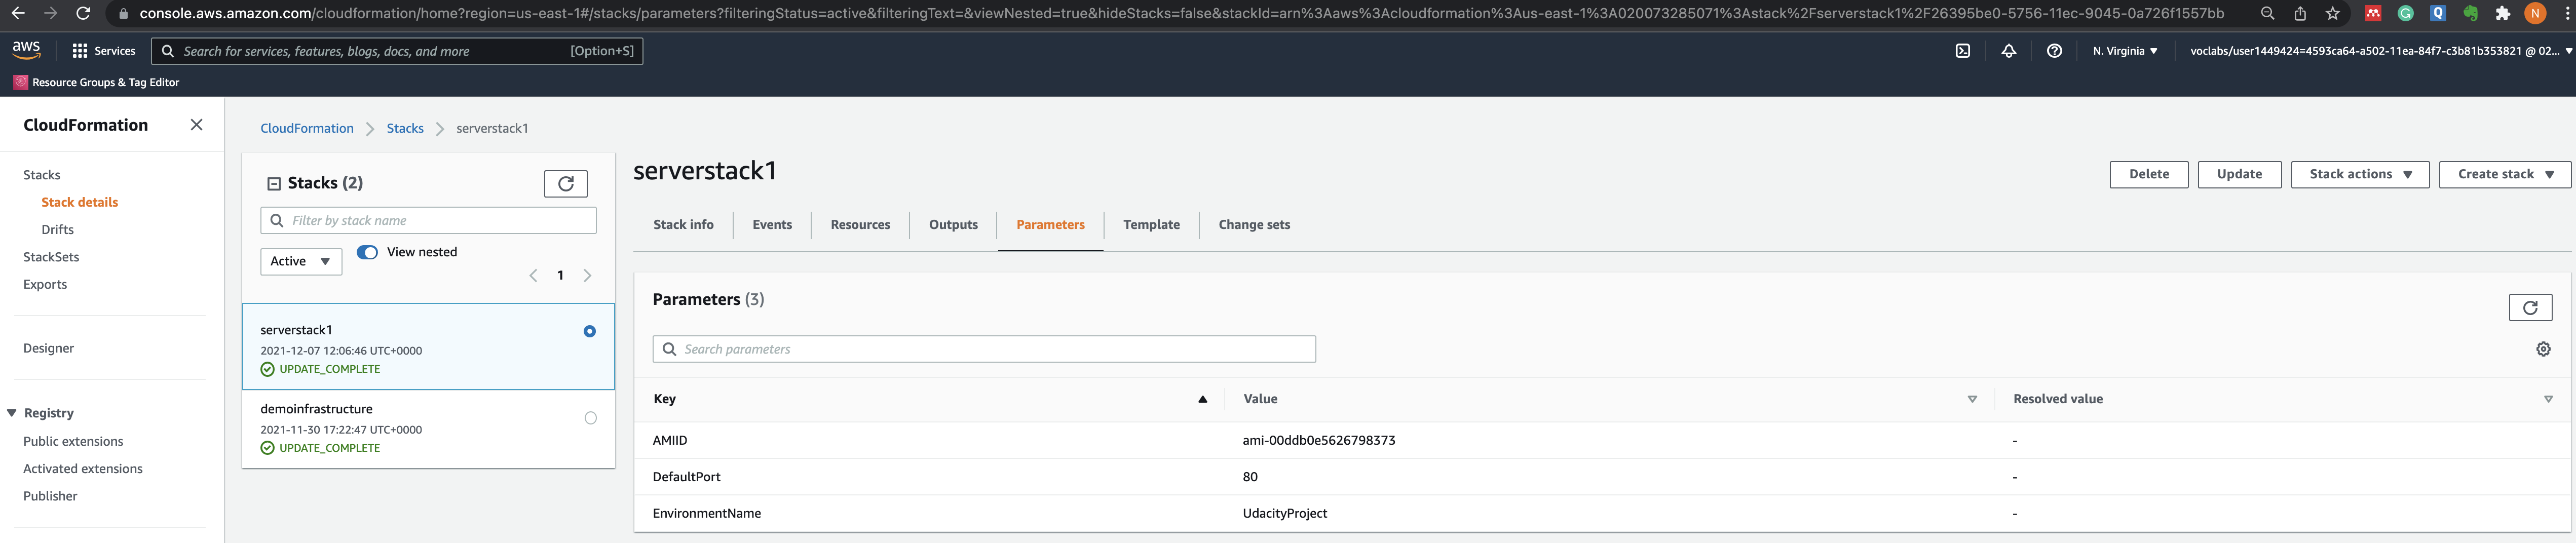 console.aws.amazon.com/cloudformation/home?region=us-east-1#/stacks/parameters?filteringStatus=active&filteringText=&viewNested=true&hideStacks=false&stackId=arn%3Aaws%3Acloudformation%3Aus-east-1%3A020073285071%3Astack%2Fserverstack1%2F26395be0-5756-11ec-9045-0a726f1557bb
N
aws Services Search for services, features, blogs, docs, and more [Option+S] N. Virginia voclabs/user1449424=4593ca64-a502-11ea-84f7-c3b81b353821 @ 02...
Resource Groups & Tag Editor
CloudFormation
Stacks
Stack details
Drifts
StackSets
Exports
Designer
Registry
Public extensions
Activated extensions
Publisher
CloudFormation Stacks serverstack1
Stacks (2)
Filter by stack name
Active View nested
1
serverstack1
2021-12-07 12:06:46 UTC+0000
UPDATE_COMPLETE
demoinfrastructure
2021-11-30 17:22:47 UTC+0000
UPDATE_COMPLETE
serverstack1
Delete Update Stack actions Create stack
Stack info Events Resources Outputs Parameters Template Change sets
Parameters (3)
Search parameters
Key Value Resolved value
AMIID ami-00ddb0e5626798373 -
DefaultPort 80 -
EnvironmentName UdacityProject -